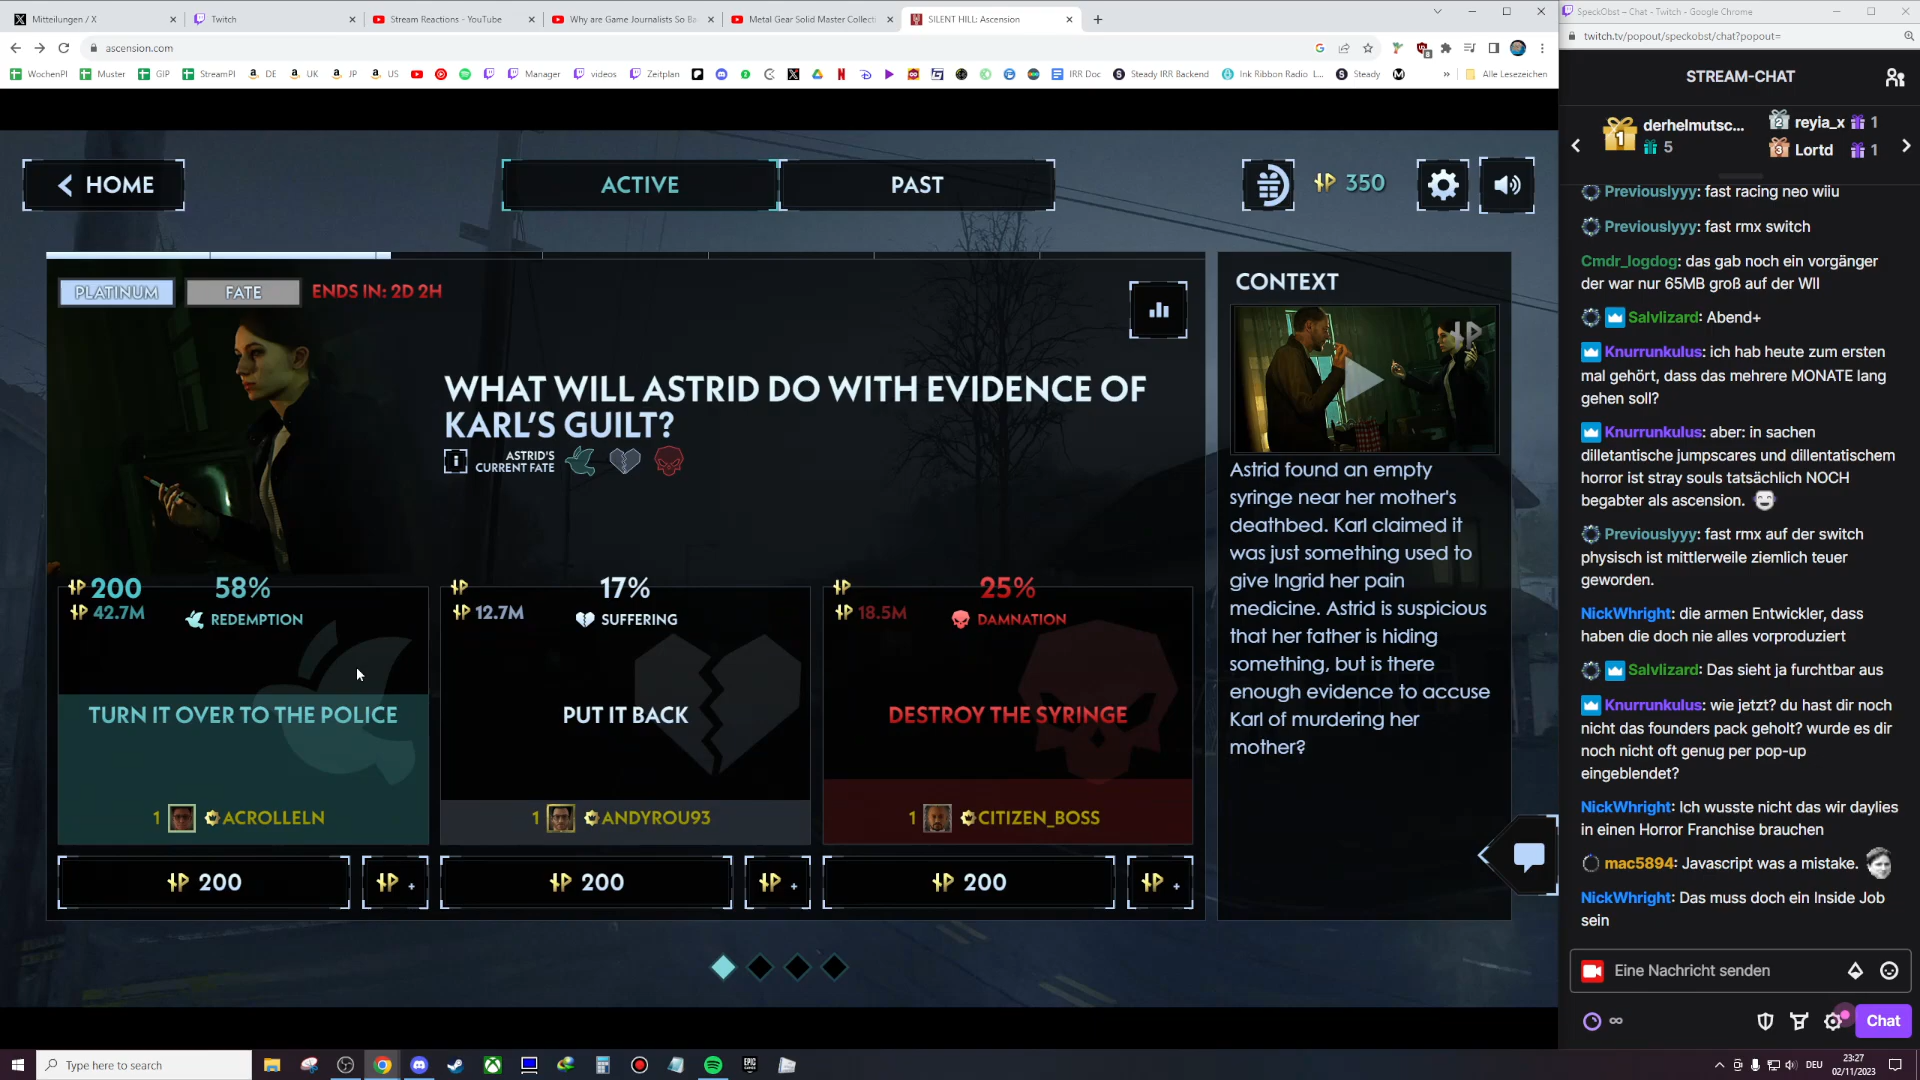 Mitteilungen / X
Twitch
Stream Reactions - YouTube
Why are Game Journalists So Ba
Metal Gear Solid Master Collecti
SILENT HILL: Ascension
SpeckObst – Chat - Twitch - Google Chrome
ascension.com
twitch.tv/popout/speckobst/chat?popout=
WochenPl
Muster
GIP
StreamPl
DE
UK
JP
US
Manager
videos
Zeitplan
IRR Doc
Steady IRR Backend
Ink Ribbon Radio L...
Steady
Alle Lesezeichen
HOME
ACTIVE
PAST
350
PLATINUM
FATE
ENDS IN: 2D 2H
WHAT WILL ASTRID DO WITH EVIDENCE OF
KARL'S GUILT?
ASTRID'S
CURRENT FATE
200
42.7M
58%
REDEMPTION
TURN IT OVER TO THE POLICE
1 ACROLLELN
200
+
12.7M
17%
SUFFERING
PUT IT BACK
1 ANDYROU93
200
+
18.5M
25%
DAMNATION
DESTROY THE SYRINGE
1 CITIZEN_BOSS
200
+
CONTEXT
Astrid found an empty
syringe near her mother's
deathbed. Karl claimed it
was just something used to
give Ingrid her pain
medicine. Astrid is suspicious
that her father is hiding
something, but is there
enough evidence to accuse
Karl of murdering her
mother?
STREAM-CHAT
1
derhelmutsc...
5
2 reyia_x 1
3 Lortd 1
Previouslyyy: fast racing neo wiiu
Previouslyyy: fast rmx switch
Cmdr_logdog: das gab noch ein vorgänger
der war nur 65MB groß auf der WII
Salvlizard: Abend+
Knurrunkulus: ich hab heute zum ersten
mal gehört, dass das mehrere MONATE lang
gehen soll?
Knurrunkulus: aber: in sachen
dilletantische jumpscares und dillentatischem
horror ist stray souls tatsächlich NOCH
begabter als ascension.
Previouslyyy: fast rmx auf der switch
physisch ist mittlerweile ziemlich teuer
geworden.
NickWhright: die armen Entwickler, dass
haben die doch nie alles vorproduziert
Salvlizard: Das sieht ja furchtbar aus
Knurrunkulus: wie jetzt? du hast dir noch
nicht das founders pack geholt? wurde es dir
noch nicht oft genug per pop-up
eingeblendet?
NickWhright: Ich wusste nicht das wir daylies
in einen Horror Franchise brauchen
mac5894: Javascript was a mistake.
NickWhright: Das muss doch ein Inside Job
sein
Eine Nachricht senden
Chat
Type here to search
EPIC
DEU
23:27
02/11/2023